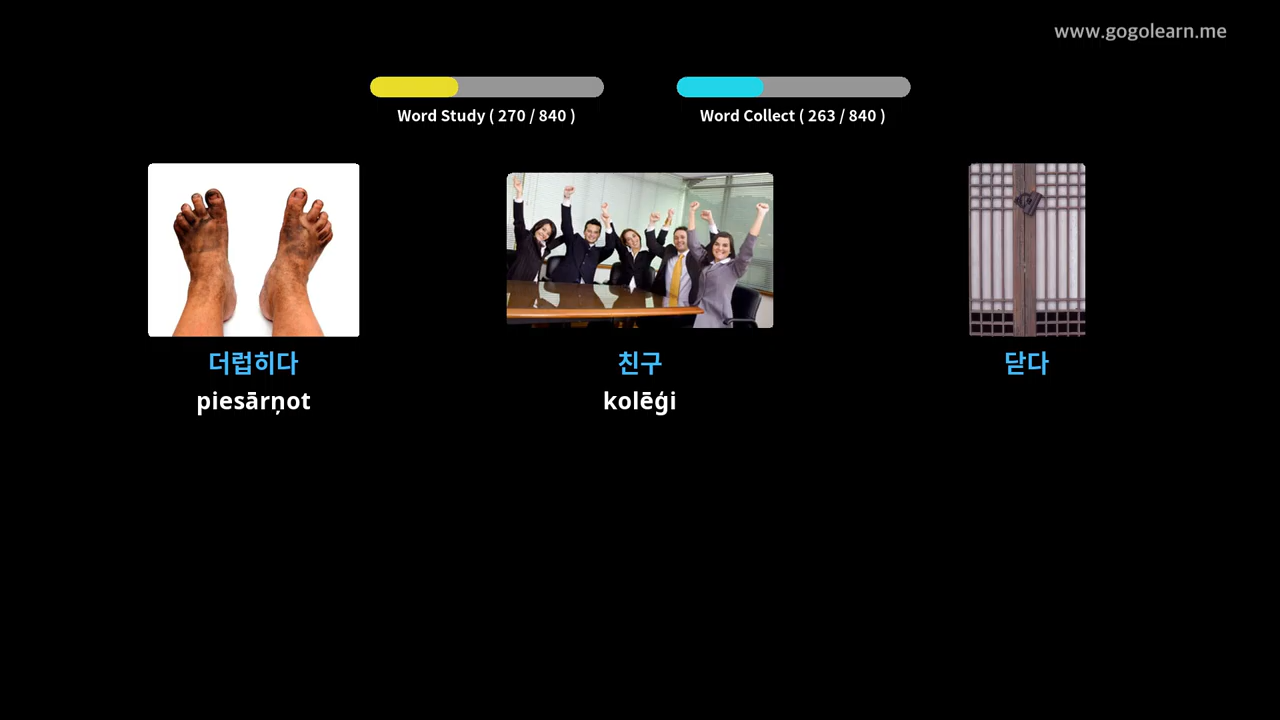 www.gogolearn.me
Word Study ( 270 / 840 )
Word Collect ( 263 / 840 )
더럽히다
piesārņot
친구
kolēģi
닫다